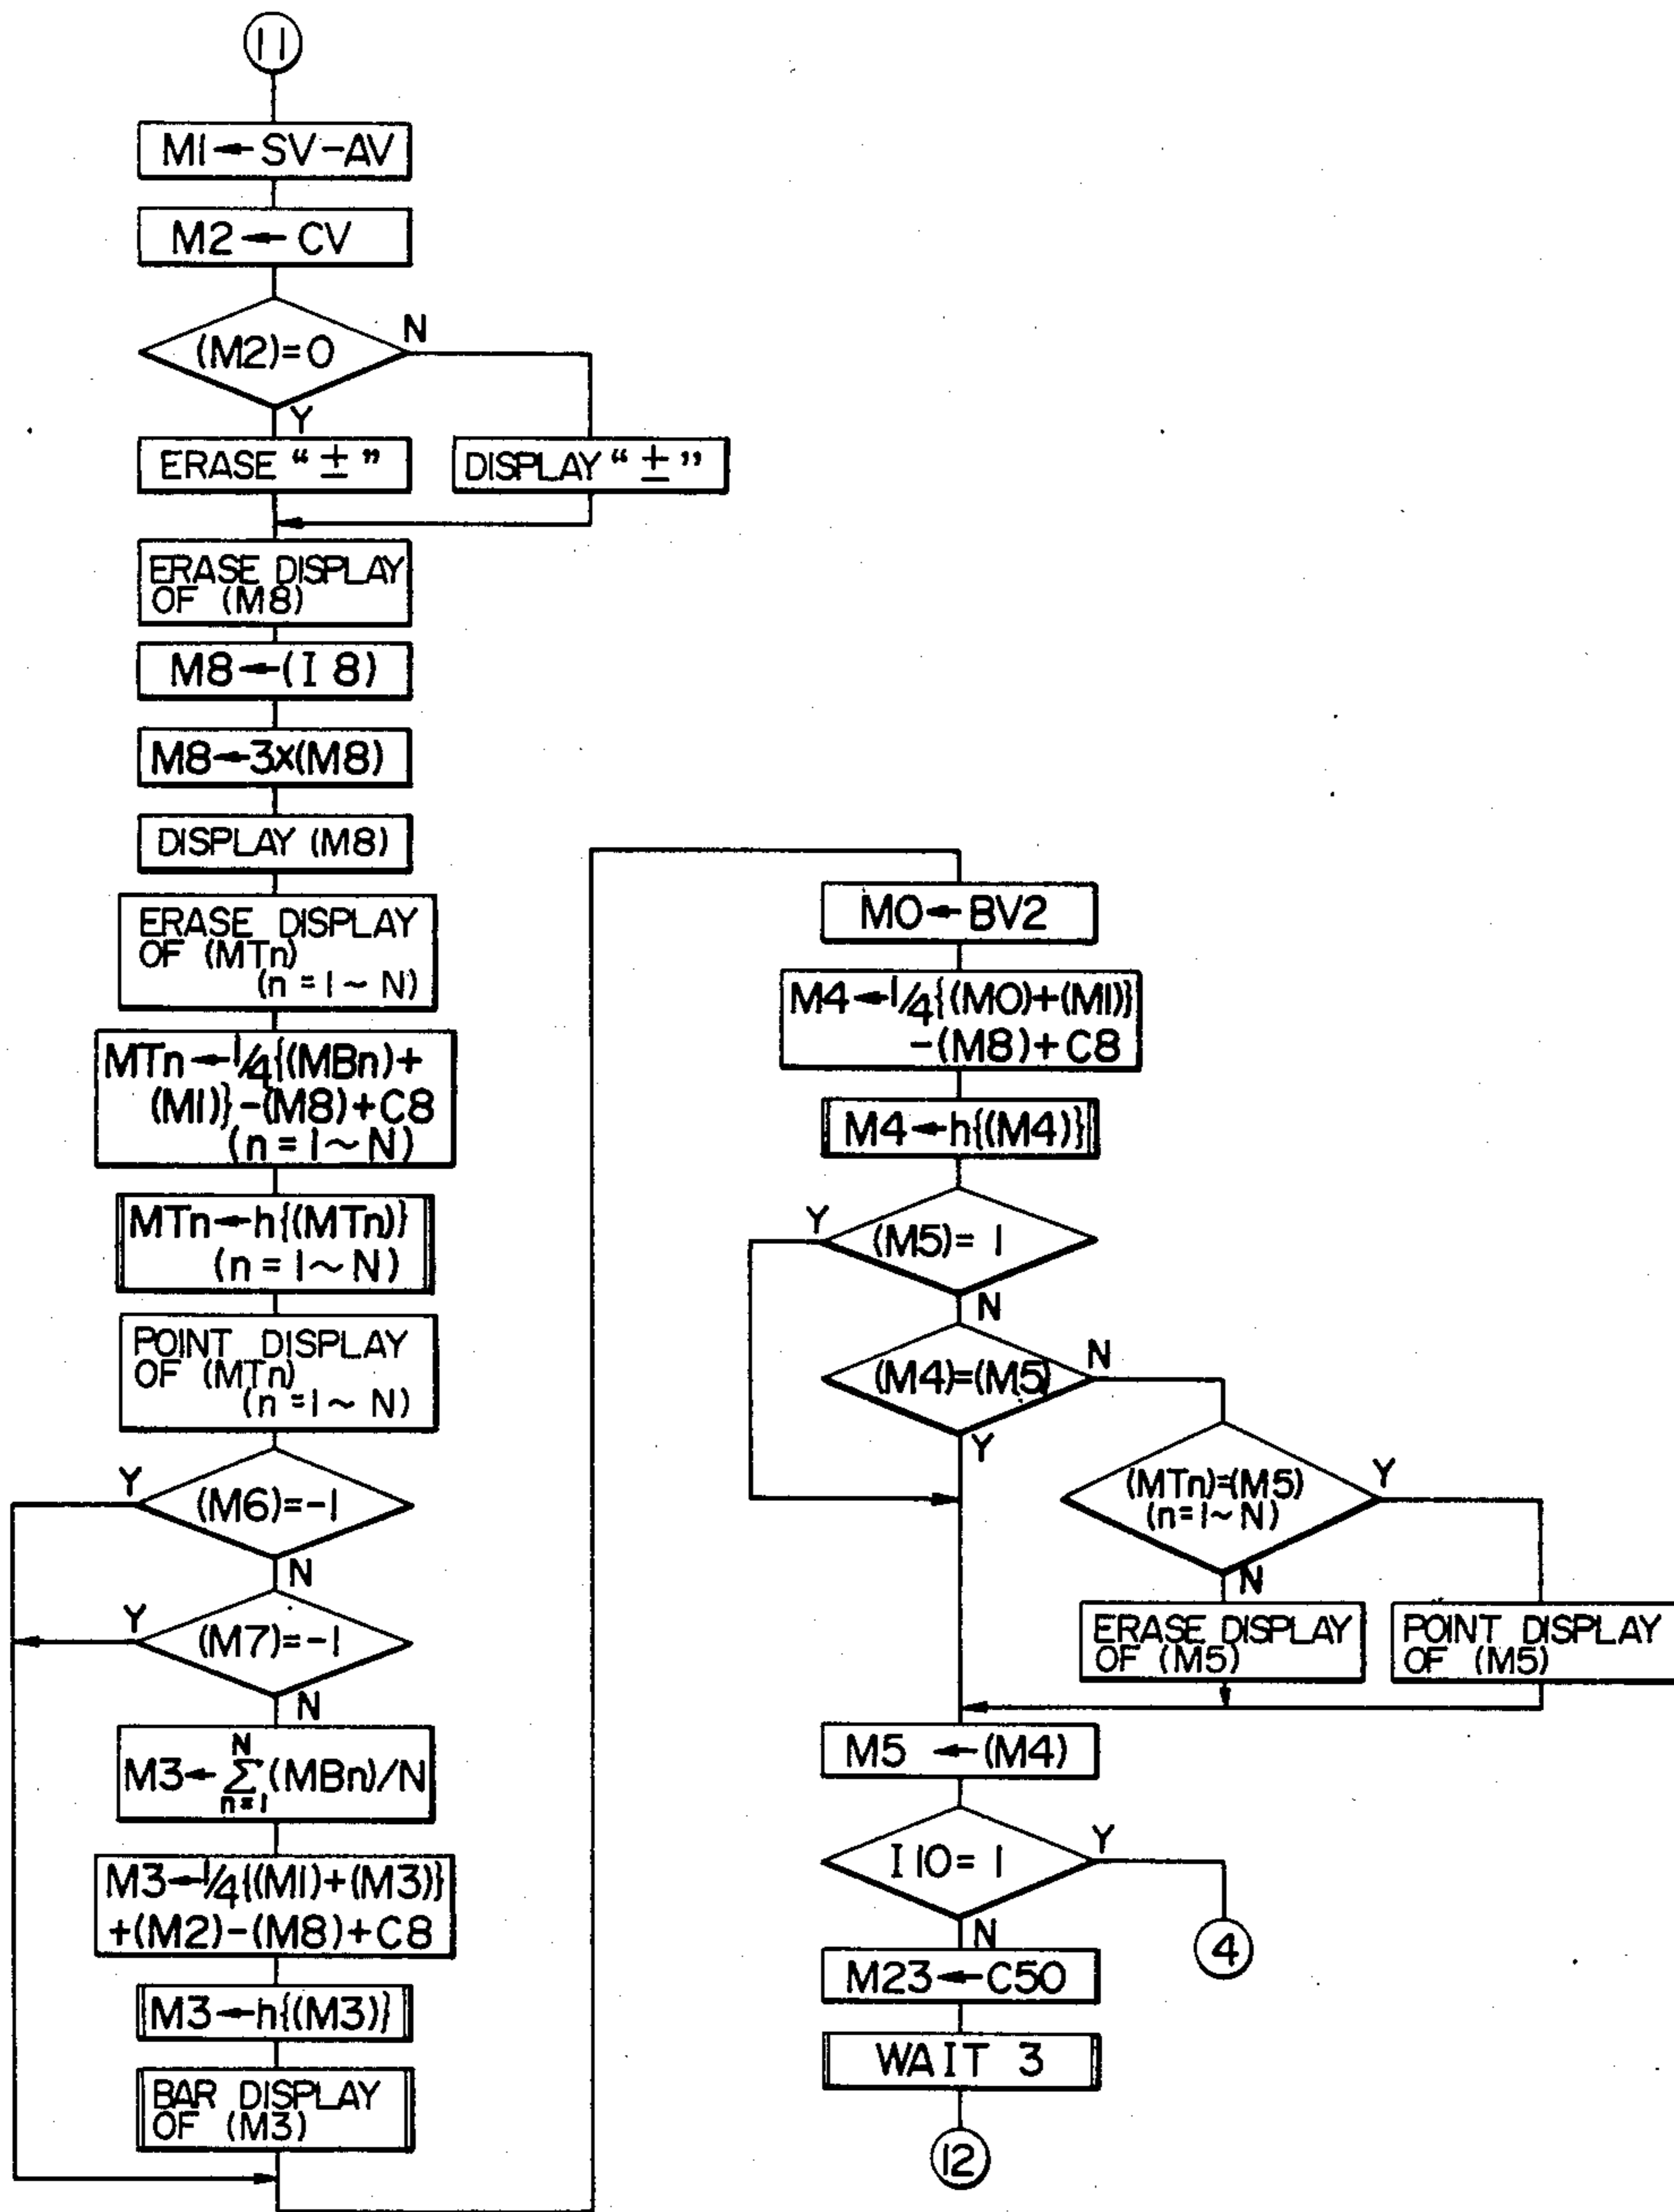 11
M1←SV-AV
M2←CV
(M2)=0
N
Y
ERASE “±”
DISPLAY “±”
ERASE DISPLAY
OF (M8)
M8←(I8)
M8←3x(M8)
DISPLAY (M8)
ERASE DISPLAY
OF (MTn)
(n=1~N)
MTn←1/4{(MBn)+
(M1)}-(M8)+C8
(n=1~N)
MTn←h{(MTn)}
(n=1~N)
POINT DISPLAY
OF (MTn)
(n=1~N)
Y
(M6)=-1
N
Y
(M7)=-1
N
M3←Σ(MBn)/N
N
n=1
M3←1/4{(M1)+(M3)}
+(M2)-(M8)+C8
M3←h{(M3)}
BAR DISPLAY
OF (M3)
M0←BV2
M4←1/4{(M0)+(M1)}
-(M8)+C8
M4←h{(M4)}
Y
(M5)=1
N
(M4)=(M5)
N
Y
(MTn)=(M5)
(n=1~N)
Y
N
ERASE DISPLAY
OF (M5)
POINT DISPLAY
OF (M5)
M5←(M4)
I10=1
Y
N
4
M23←C50
WAIT 3
12